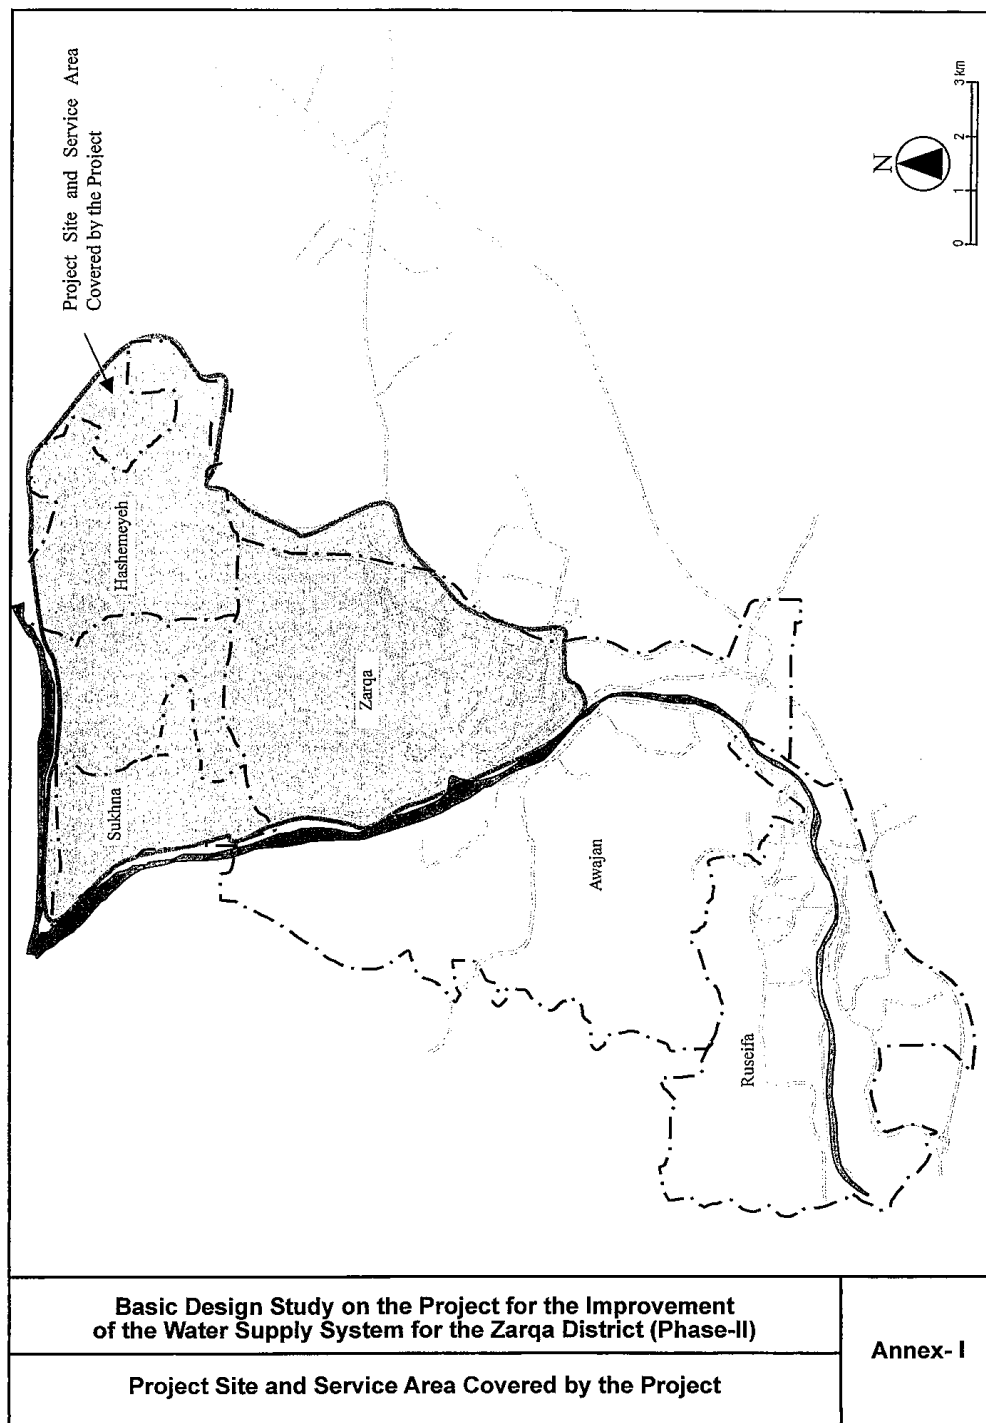 Project Site and Service Area
Covered by the Project
Hashemeyeh
Sukhna
Zarqa
Awajan
Ruseifa
N
0 1 2 3 km
Basic Design Study on the Project for the Improvement
of the Water Supply System for the Zarqa District (Phase-II)
Project Site and Service Area Covered by the Project
Annex- I